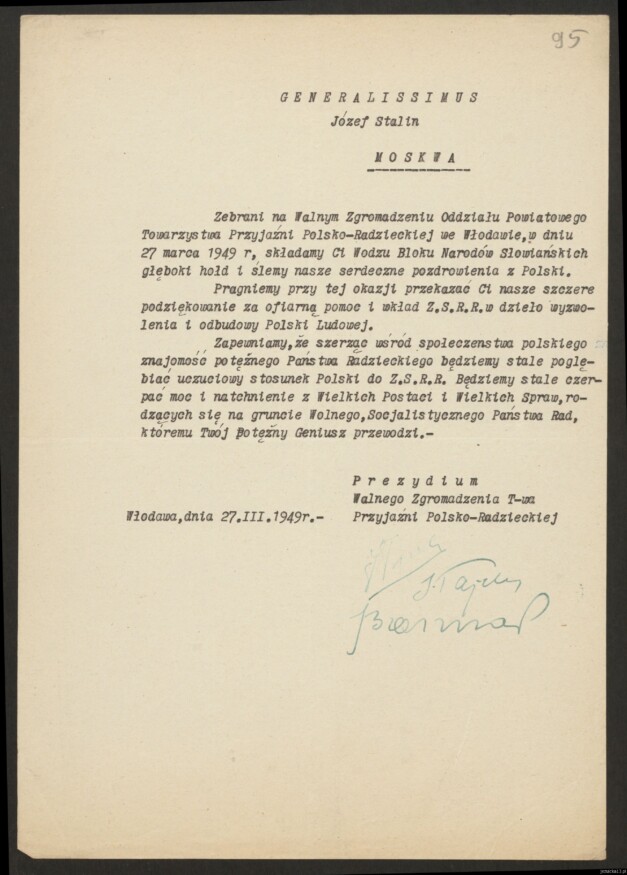 95
GENERALISSIMUS
Józef Stalin
MOSKWA
Zebrani na Walnym Zgromadzeniu Oddziału Powiatowego
Towarzystwa Przyjaźni Polsko-Radzieckiej we Włodawie,w dniu
27 marca 1949 r, składamy Ci Wodzu Bloku Narodów Słowiańskich
głęboki hołd i ślemy nasze serdeczne pozdrowienia z Polski.
Pragniemy przy tej okazji przekazać Ci nasze szczere
podziękowanie za ofiarną pomoc i wkład Z.S.R.R.w dzieło wyzwo-
lenia i odbudowy Polski Ludowej.
Zapewniamy,że szerząc wśród społeczenstwa polskiego
znajomość potężnego Państwa Radzieckiego będziemy stale poglę-
biać uczuciowy stosunek Polski do Z.S.R.R. Będziemy stale czer-
pać moc i natchnienie z Wielkich Postaci i Wielkich Spraw,ro-
dzących się na gruncie Wolnego,Socjalistycznego Państwa Rad,
któremu Twój Potężny Geniusz przewodzi.-
Prezydium
Walnego Zgromadzenia T-wa
Włodawa,dnia 27.III.1949r.- Przyjaźni Polsko-Radzieckiej